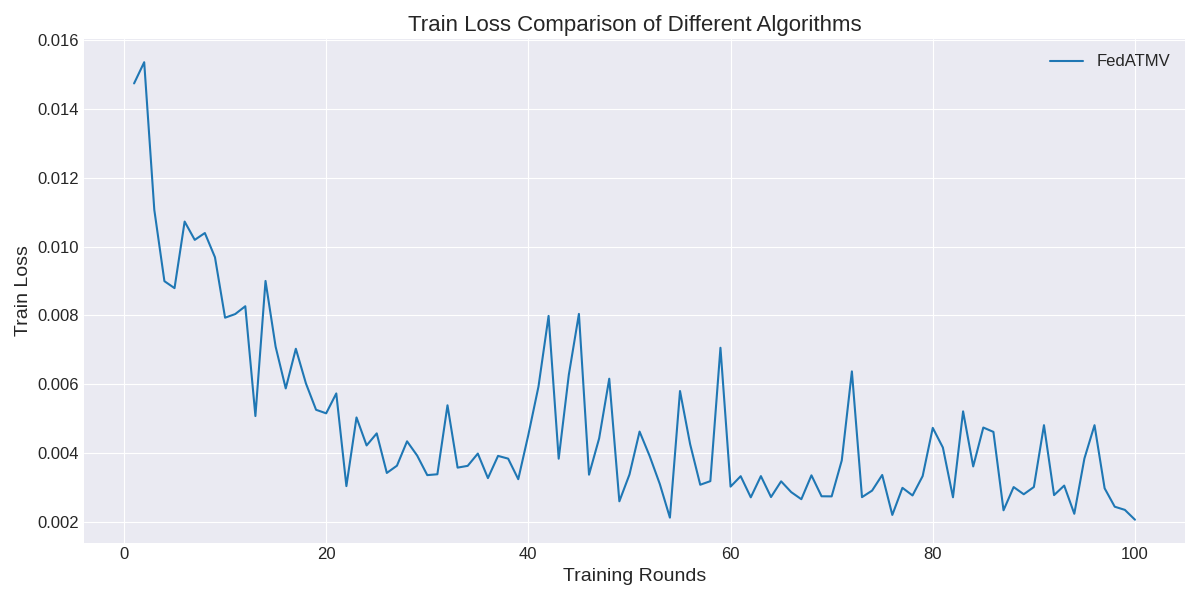 Train Loss Comparison of Different Algorithms
FedATMV
0.016
0.014
0.012
0.010
0.008
0.006
0.004
0.002
Train Loss
0 20 40 60 80 100
Training Rounds